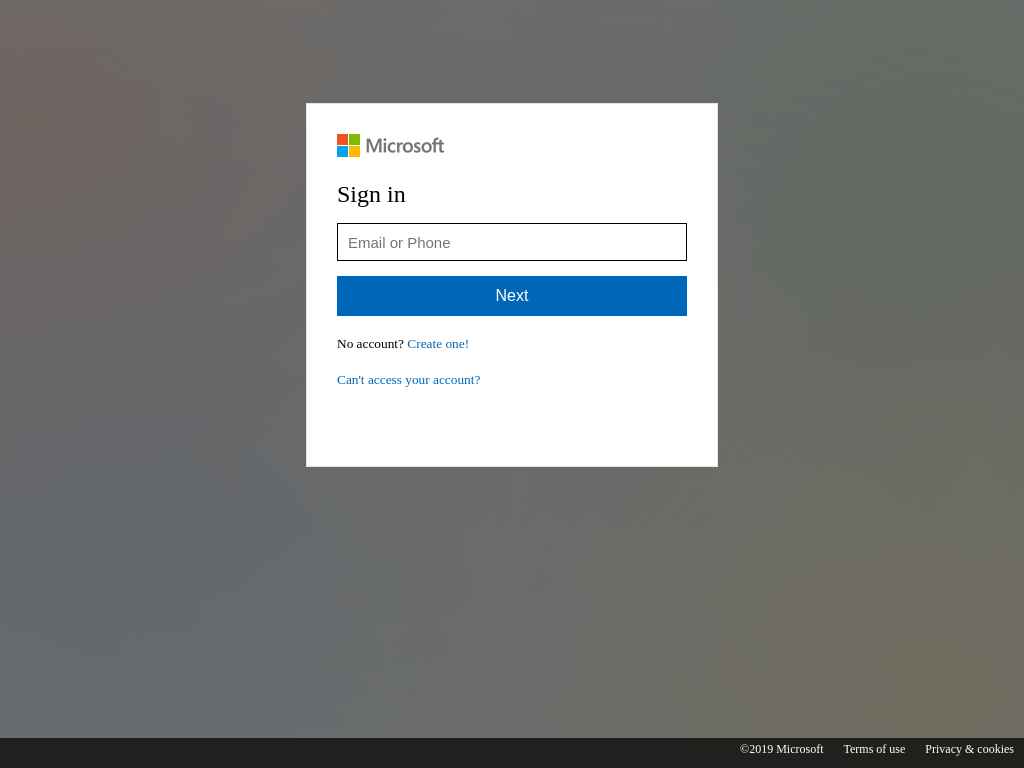 Microsoft
Sign in
Email or Phone
Next
No account? Create one!
Can't access your account?
©2019 Microsoft Terms of use Privacy & cookies